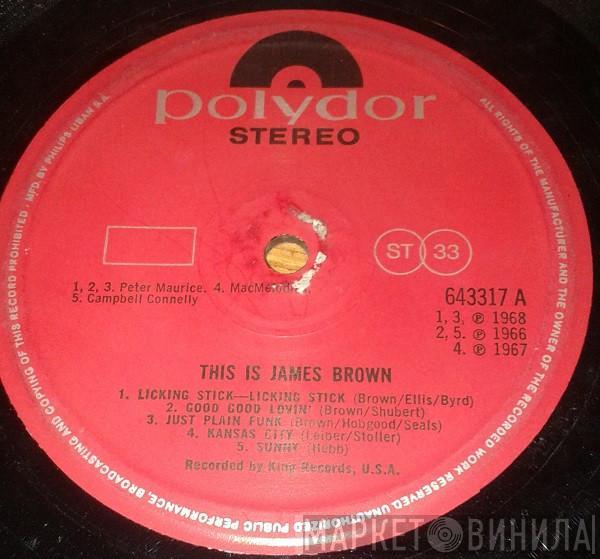 polydor
STEREO
ST 33
1, 2, 3. Peter Maurice. 4.
5. Campbell Connelly
643317 A
1, 3, ℗ 1968
2, 5. ℗ 1966
4. ℗ 1967
THIS IS JAMES BROWN
1. LICKING STICK—LICKING STICK (Brown/Ellis/Byrd)
2. GOOD GOOD LOVIN' (Brown/Shubert)
3. JUST PLAIN FUNK (Brown/Hobgood/Seals)
4. KANSAS CITY (Leiber/Stoller)
5. SUNNY (Hebb)
Recorded by King Records, U.S.A.
MFD BY PHILIPS LIBAN S.A.
ALL RIGHTS OF THE MANUFACTURER AND THE OWNER OF THE RECORDED WORK RESERVED. UNAUTHORIZED PUBLIC PERFORMANCE, BROADCASTING AND COPYING OF THIS RECORD PROHIBITED ·
МАРКЕТ ВИНИЛА